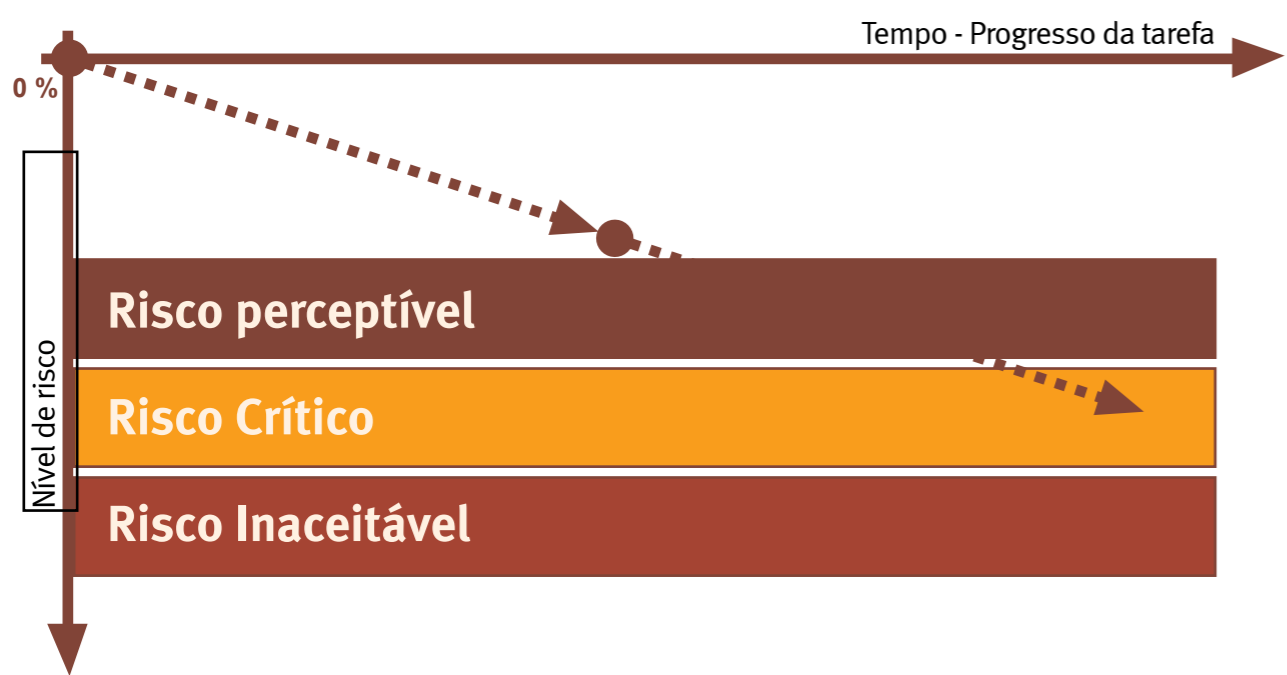 Tempo - Progresso da tarefa
0 %
Nível de risco
Risco perceptível
Risco Crítico
Risco Inaceitável